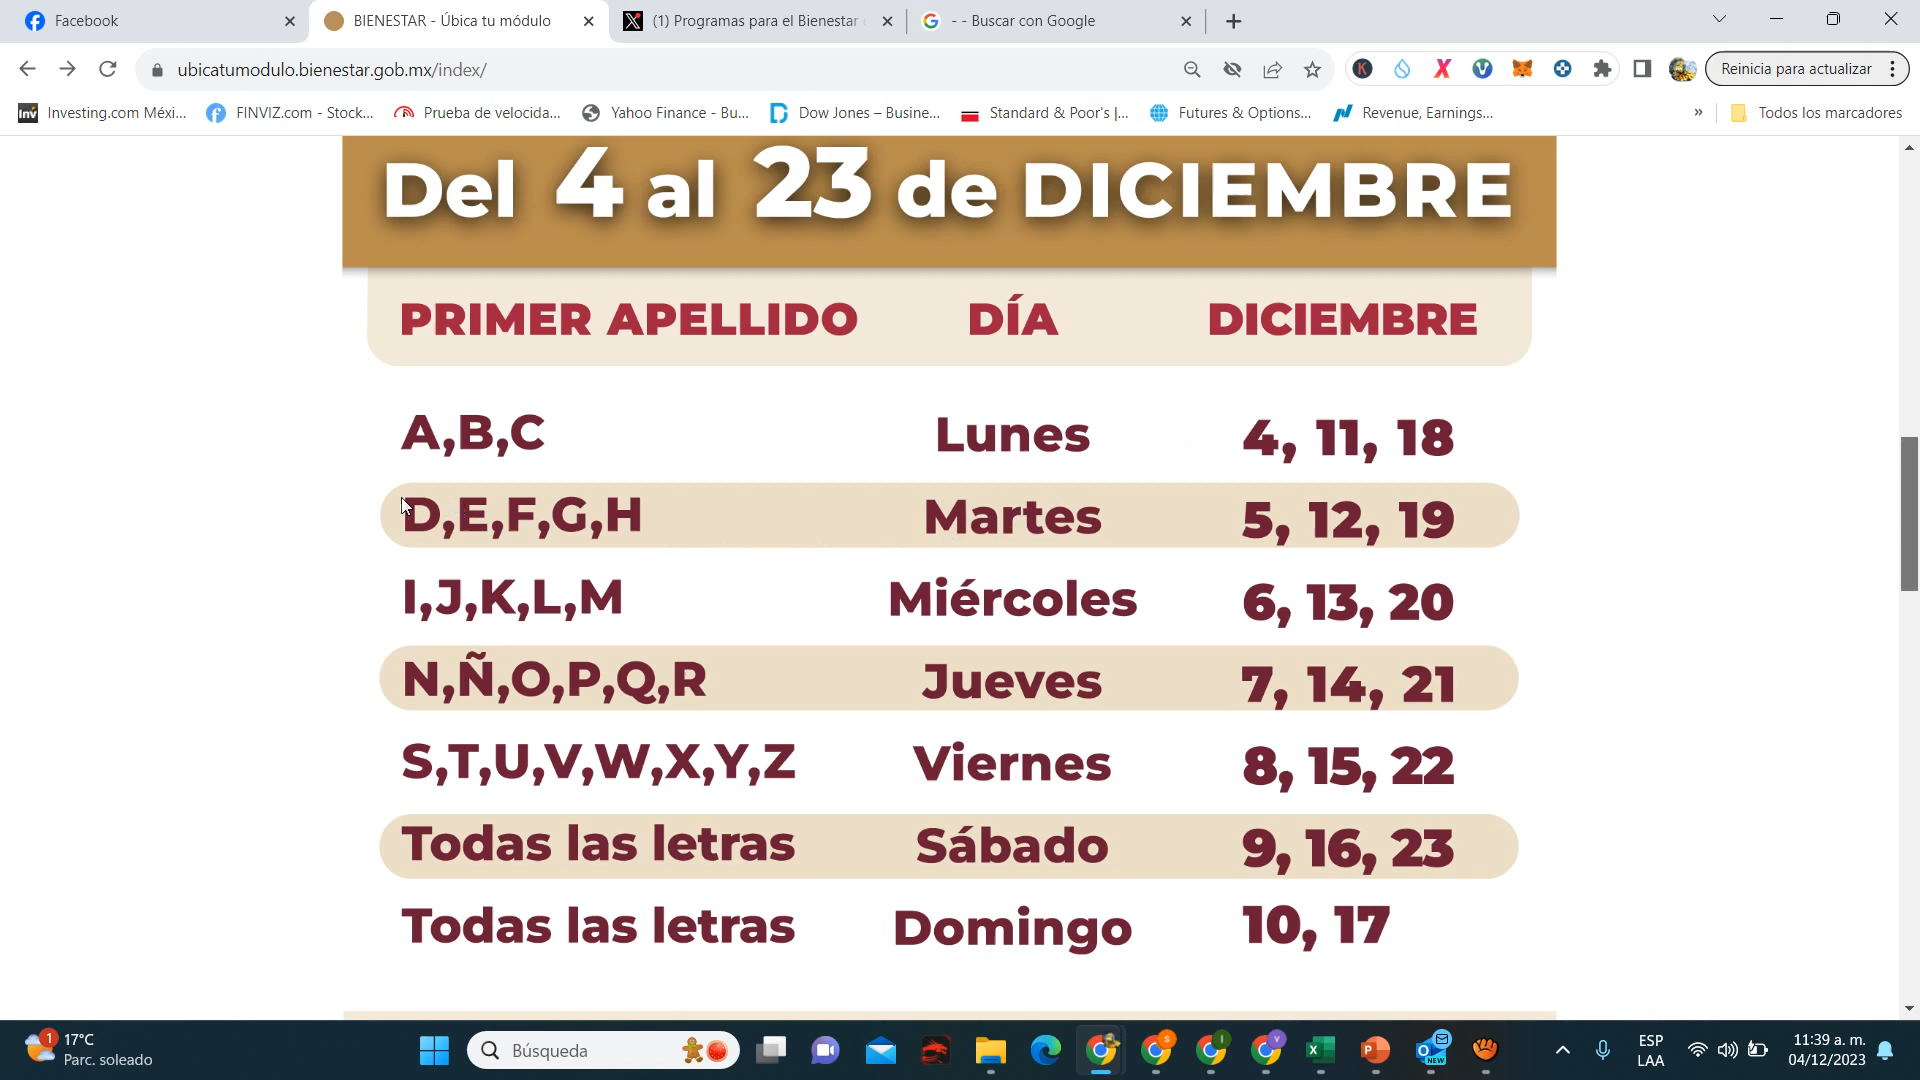 Facebook
BIENESTAR - Úbica tu módulo
(1) Programas para el Bienestar
- - Buscar con Google
ubicatumodulo.bienestar.gob.mx/index/
Reinicia para actualizar
Investing.com Méxi...
FINVIZ.com - Stock...
Prueba de velocida...
Yahoo Finance - Bu...
Dow Jones – Busine...
Standard & Poor's |...
Futures & Options...
Revenue, Earnings...
»
Todos los marcadores
Del 4 al 23 de DICIEMBRE
PRIMER APELLIDO DÍA DICIEMBRE
A,B,C Lunes 4, 11, 18
D,E,F,G,H Martes 5, 12, 19
I,J,K,L,M Miércoles 6, 13, 20
N,Ñ,O,P,Q,R Jueves 7, 14, 21
S,T,U,V,W,X,Y,Z Viernes 8, 15, 22
Todas las letras Sábado 9, 16, 23
Todas las letras Domingo 10, 17
1
17°C
Parc. soleado
Búsqueda
NEW
ESP
LAA
11:39 a. m.
04/12/2023